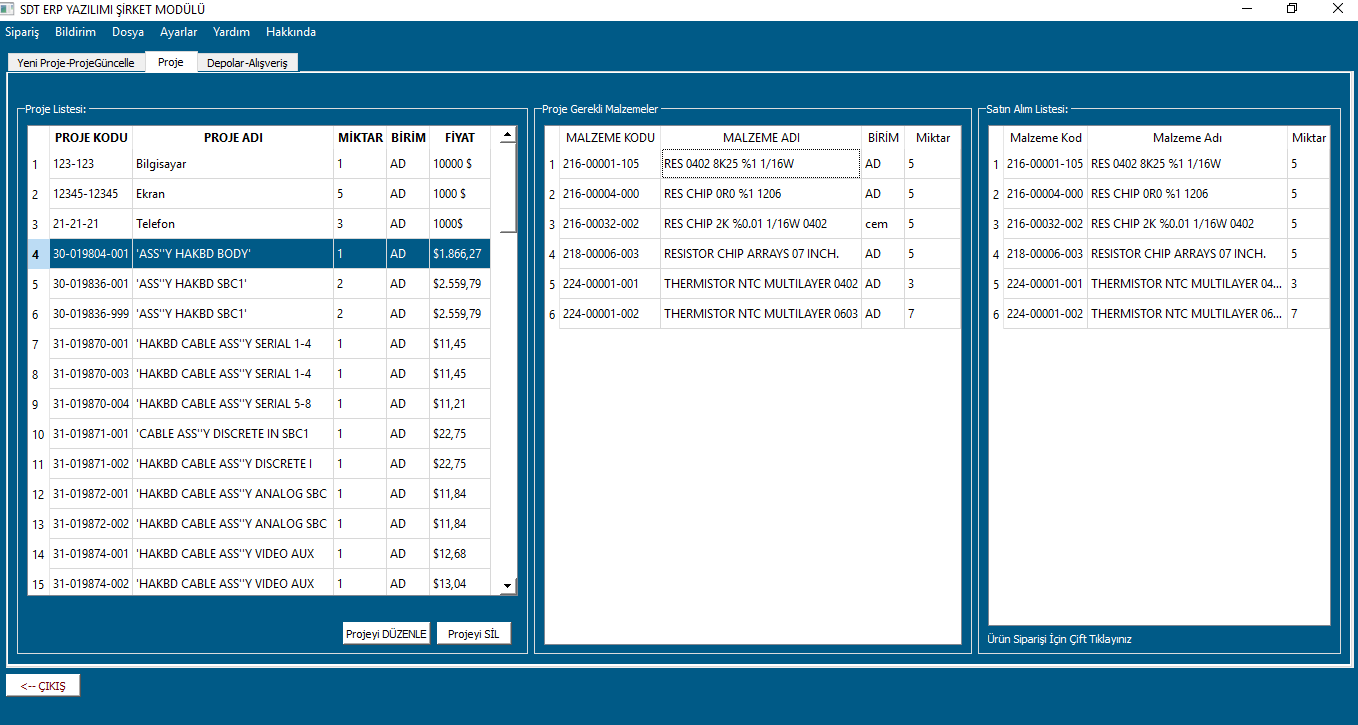 SDT ERP YAZILIMI ŞİRKET MODÜLÜ
Sipariş Bildirim Dosya Ayarlar Yardım Hakkında
Yeni Proje-ProjeGüncelle Proje Depolar-Alışveriş
Proje Listesi:
PROJE KODU PROJE ADI MİKTAR BİRİM FİYAT
1 123-123 Bilgisayar 1 AD 10000 $
2 12345-12345 Ekran 5 AD 1000 $
3 21-21-21 Telefon 3 AD 1000$
4 30-019804-001 'ASS''Y HAKBD BODY' 1 AD $1.866,27
5 30-019836-001 'ASS''Y HAKBD SBC1' 2 AD $2.559,79
6 30-019836-999 'ASS''Y HAKBD SBC1' 2 AD $2.559,79
7 31-019870-001 'HAKBD CABLE ASS''Y SERIAL 1-4 1 AD $11,45
8 31-019870-003 'HAKBD CABLE ASS''Y SERIAL 1-4 1 AD $11,45
9 31-019870-004 'HAKBD CABLE ASS''Y SERIAL 5-8 1 AD $11,21
10 31-019871-001 'CABLE ASS''Y DISCRETE IN SBC1 1 AD $22,75
11 31-019871-002 'HAKBD CABLE ASS''Y DISCRETE I 1 AD $22,75
12 31-019872-001 'HAKBD CABLE ASS''Y ANALOG SBC 1 AD $11,84
13 31-019872-002 'HAKBD CABLE ASS''Y ANALOG SBC 1 AD $11,84
14 31-019874-001 'HAKBD CABLE ASS''Y VIDEO AUX 1 AD $12,68
15 31-019874-002 'HAKBD CABLE ASS''Y VIDEO AUX 1 AD $13,04
Projeyi DÜZENLE Projeyi SİL
Proje Gerekli Malzemeler
MALZEME KODU MALZEME ADI BİRİM Miktar
1 216-00001-105 RES 0402 8K25 %1 1/16W AD 5
2 216-00004-000 RES CHIP 0R0 %1 1206 AD 5
3 216-00032-002 RES CHIP 2K %0.01 1/16W 0402 cem 5
4 218-00006-003 RESISTOR CHIP ARRAYS 07 INCH. AD 5
5 224-00001-001 THERMISTOR NTC MULTILAYER 0402 AD 3
6 224-00001-002 THERMISTOR NTC MULTILAYER 0603 AD 7
Satın Alım Listesi:
Malzeme Kod Malzeme Adı Miktar
1 216-00001-105 RES 0402 8K25 %1 1/16W 5
2 216-00004-000 RES CHIP 0R0 %1 1206 5
3 216-00032-002 RES CHIP 2K %0.01 1/16W 0402 5
4 218-00006-003 RESISTOR CHIP ARRAYS 07 INCH. 5
5 224-00001-001 THERMISTOR NTC MULTILAYER 04... 3
6 224-00001-002 THERMISTOR NTC MULTILAYER 06... 7
Ürün Siparişi İçin Çift Tıklayınız
<-- ÇIKIŞ